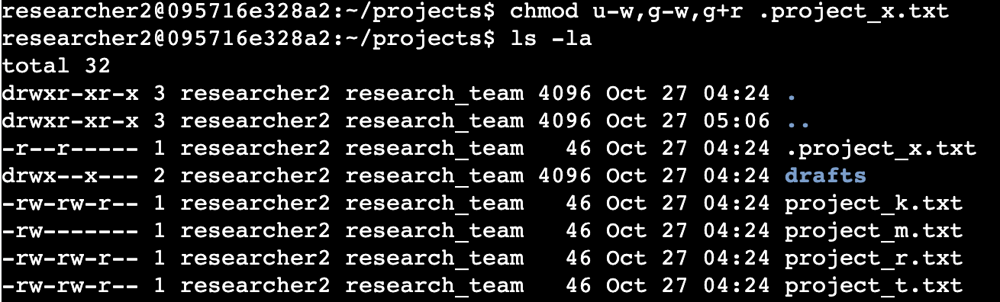 researcher2@095716e328a2:~/projects$ chmod u-w,g-w,g+r .project_x.txt
researcher2@095716e328a2:~/projects$ ls -la
total 32
drwxr-xr-x 3 researcher2 research_team 4096 Oct 27 04:24 .
drwxr-xr-x 3 researcher2 research_team 4096 Oct 27 05:06 ..
-r--r----- 1 researcher2 research_team   46 Oct 27 04:24 .project_x.txt
drwx--x--- 2 researcher2 research_team 4096 Oct 27 04:24 drafts
-rw-rw-r-- 1 researcher2 research_team   46 Oct 27 04:24 project_k.txt
-rw------- 1 researcher2 research_team   46 Oct 27 04:24 project_m.txt
-rw-rw-r-- 1 researcher2 research_team   46 Oct 27 04:24 project_r.txt
-rw-rw-r-- 1 researcher2 research_team   46 Oct 27 04:24 project_t.txt